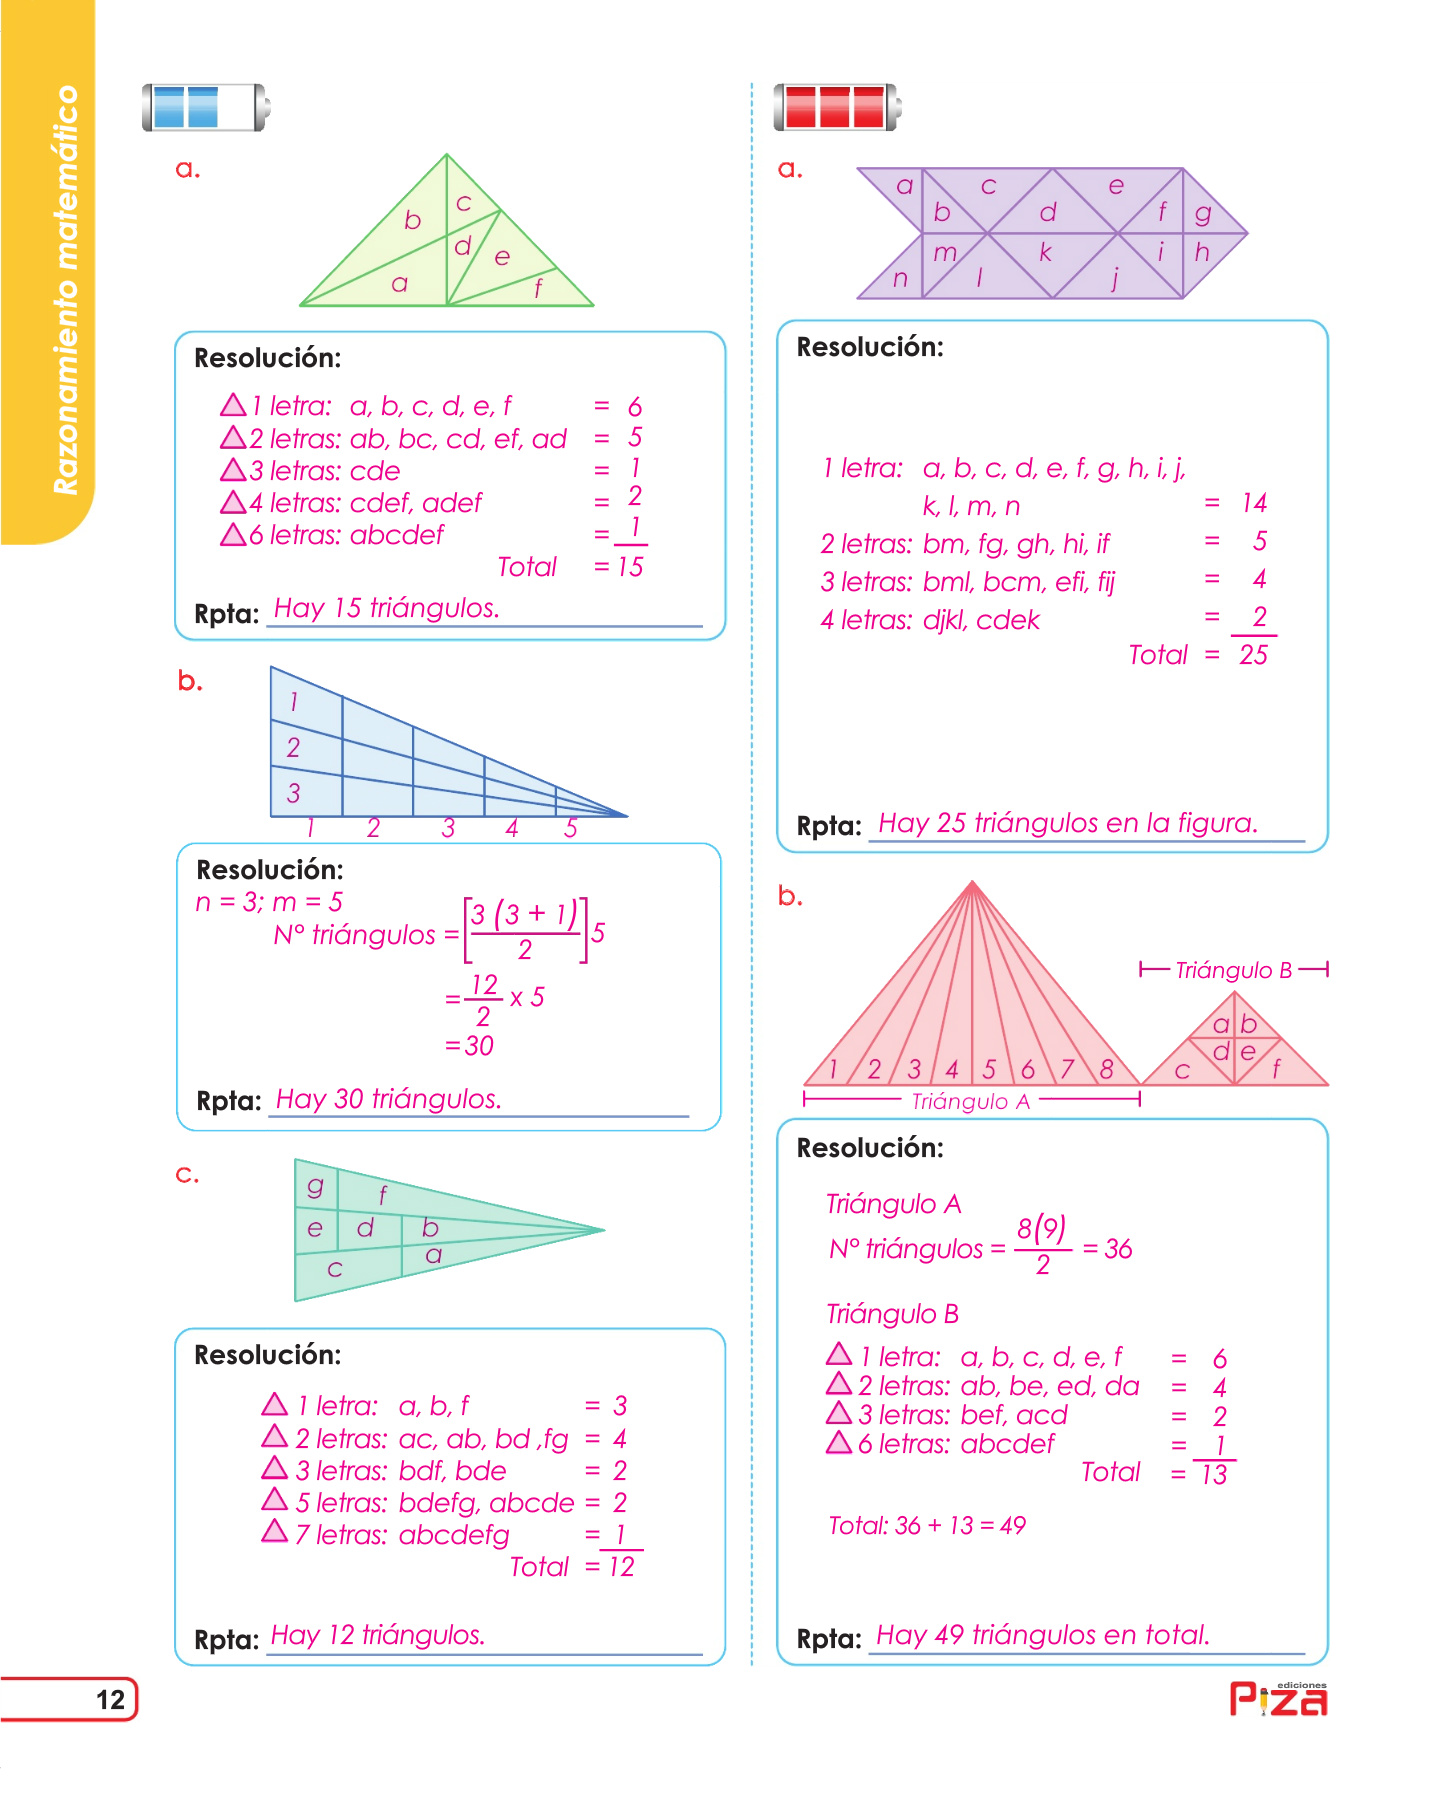 Razonamiento matemático
a.
b
c
d
e
a
f
Resolución:
1 letra: a, b, c, d, e, f = 6
2 letras: ab, bc, cd, ef, ad = 5
3 letras: cde = 1
4 letras: cdef, adef = 2
6 letras: abcdef = 1
Total = 15
Rpta: Hay 15 triángulos.
b.
1
2
3
1 2 3 4 5
Resolución:
n = 3; m = 5
N° triángulos = [3 (3 + 1) / 2] 5
= 12 / 2 x 5
= 30
Rpta: Hay 30 triángulos.
c.
g f
e d b
c a
Resolución:
1 letra: a, b, f = 3
2 letras: ac, ab, bd ,fg = 4
3 letras: bdf, bde = 2
5 letras: bdefg, abcde = 2
7 letras: abcdefg = 1
Total = 12
Rpta: Hay 12 triángulos.
12
a.
a c e
b d f g
m k i h
n l j
Resolución:
1 letra: a, b, c, d, e, f, g, h, i, j,
k, l, m, n = 14
2 letras: bm, fg, gh, hi, if = 5
3 letras: bml, bcm, efi, fij = 4
4 letras: djkl, cdek = 2
Total = 25
Rpta: Hay 25 triángulos en la figura.
b.
Triángulo B
a b
d e
c f
1 2 3 4 5 6 7 8
Triángulo A
Resolución:
Triángulo A
N° triángulos = 8(9) / 2 = 36
Triángulo B
1 letra: a, b, c, d, e, f = 6
2 letras: ab, be, ed, da = 4
3 letras: bef, acd = 2
6 letras: abcdef = 1
Total = 13
Total: 36 + 13 = 49
Rpta: Hay 49 triángulos en total.
ediciones
Piza